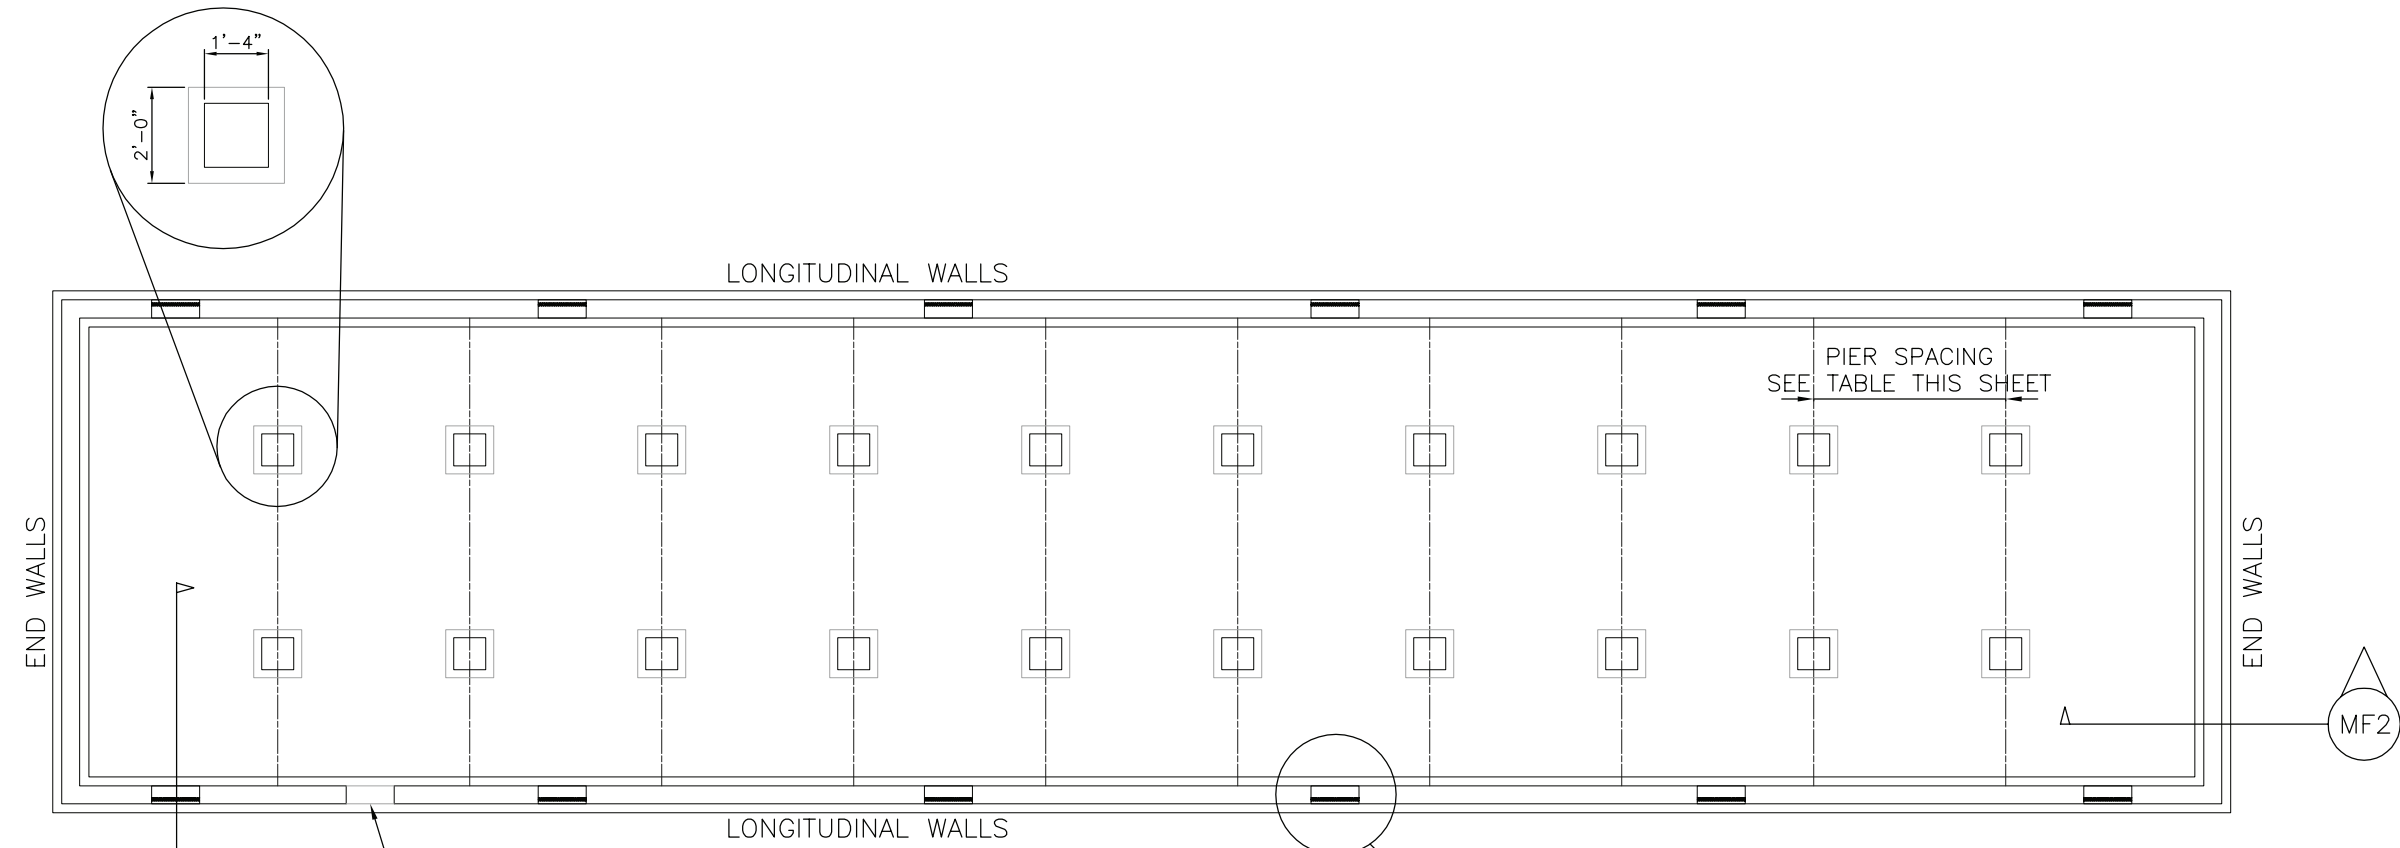 1'-4"
2'-0"
LONGITUDINAL WALLS
PIER SPACING
SEE TABLE THIS SHEET
END WALLS
END WALLS
MF2
LONGITUDINAL WALLS